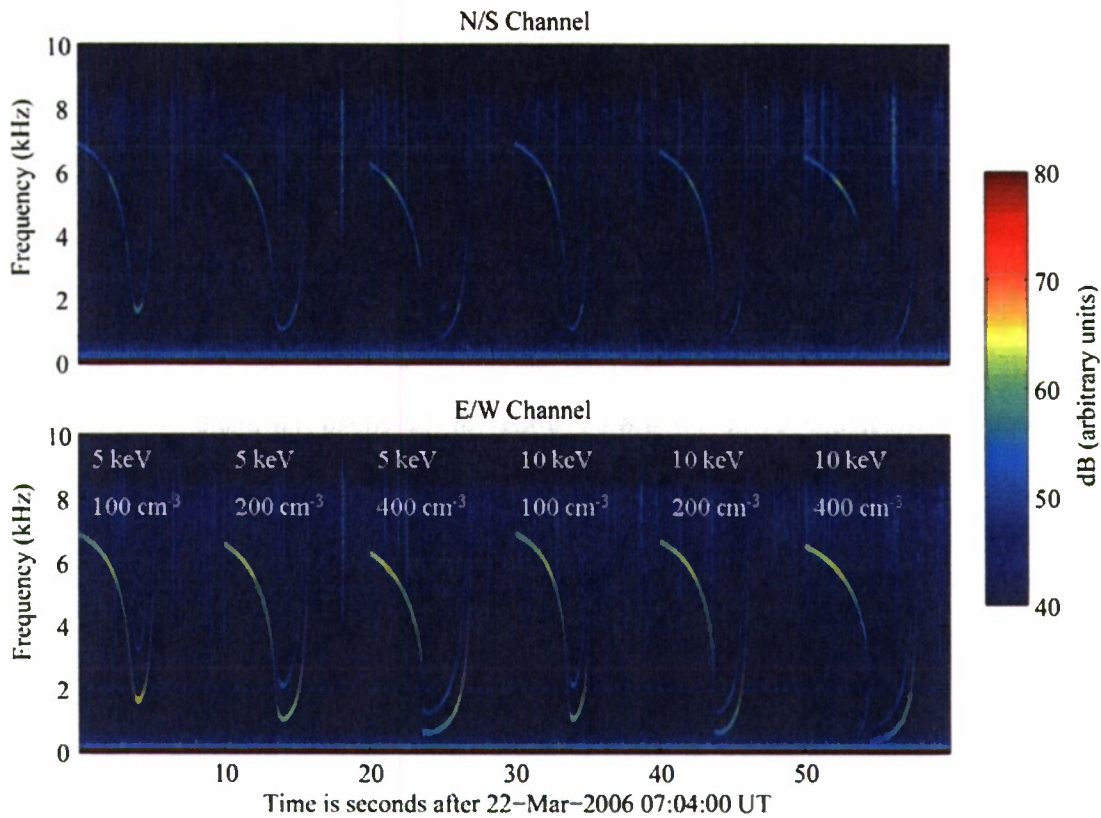 N/S Channel
10
8
6
4
2
0
Frequency (kHz)
E/W Channel
10
8
6
4
2
0
Frequency (kHz)
5 keV 5 keV 5 keV 10 keV 10 keV 10 keV
100 cm⁻³ 200 cm⁻³ 400 cm⁻³ 100 cm⁻³ 200 cm⁻³ 400 cm⁻³
10 20 30 40 50
Time is seconds after 22-Mar-2006 07:04:00 UT
80
70
60
50
40
dB (arbitrary units)